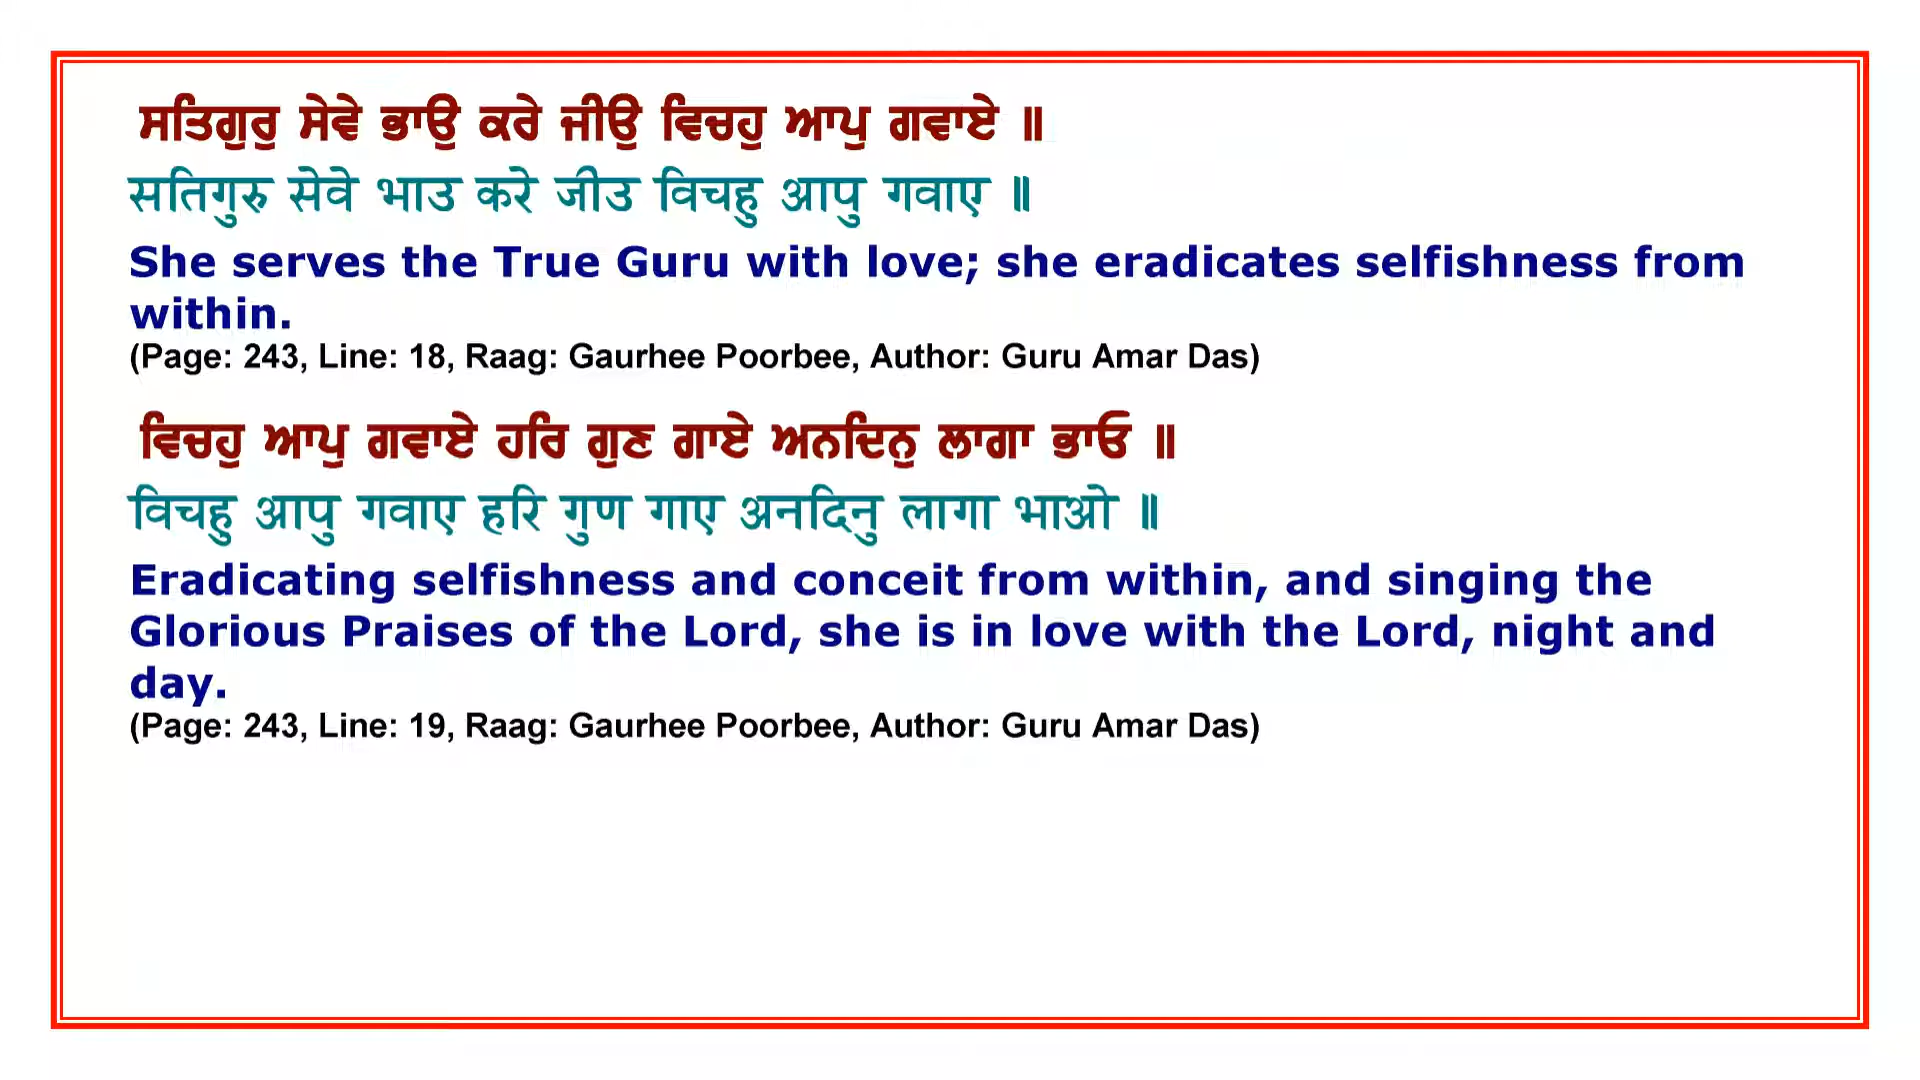 ਸਤਿਗੁਰੁ ਸੇਵੇ ਭਾਉ ਕਰੇ ਜੀਉ ਵਿਚਹੁ ਆਪੁ ਗਵਾਏ ॥
सतिगुरु सेवे भाउ करे जीउ विचहु आपु गवाए ॥
She serves the True Guru with love; she eradicates selfishness from
within.
(Page: 243, Line: 18, Raag: Gaurhee Poorbee, Author: Guru Amar Das)
ਵਿਚਹੁ ਆਪੁ ਗਵਾਏ ਹਰਿ ਗੁਣ ਗਾਏ ਅਨਦਿਨੁ ਲਾਗਾ ਭਾਓ ॥
विचहु आपु गवाए हरि गुण गाए अनदिनु लागा भाओ ॥
Eradicating selfishness and conceit from within, and singing the
Glorious Praises of the Lord, she is in love with the Lord, night and
day.
(Page: 243, Line: 19, Raag: Gaurhee Poorbee, Author: Guru Amar Das)